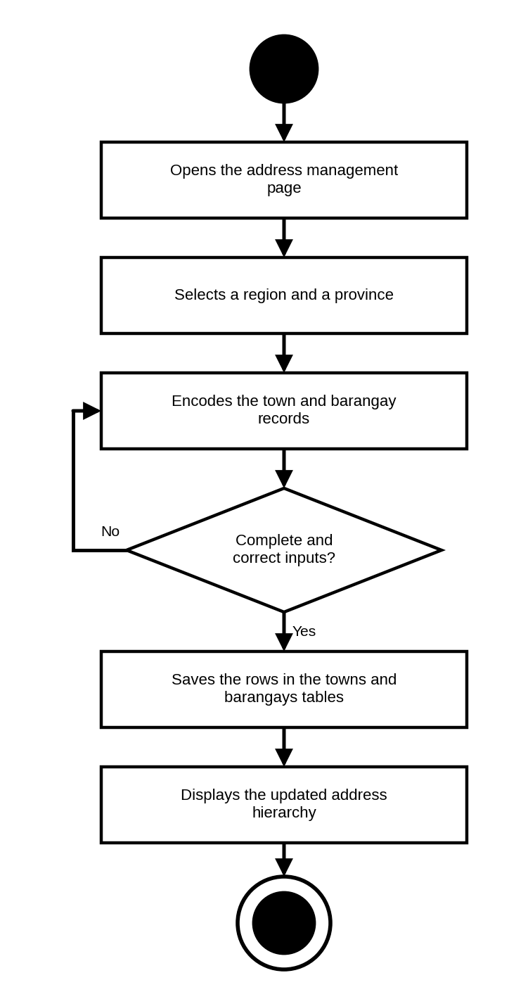 Opens the address management
page
Selects a region and a province
Encodes the town and barangay
records
No
Complete and
correct inputs?
Yes
Saves the rows in the towns and
barangays tables
Displays the updated address
hierarchy